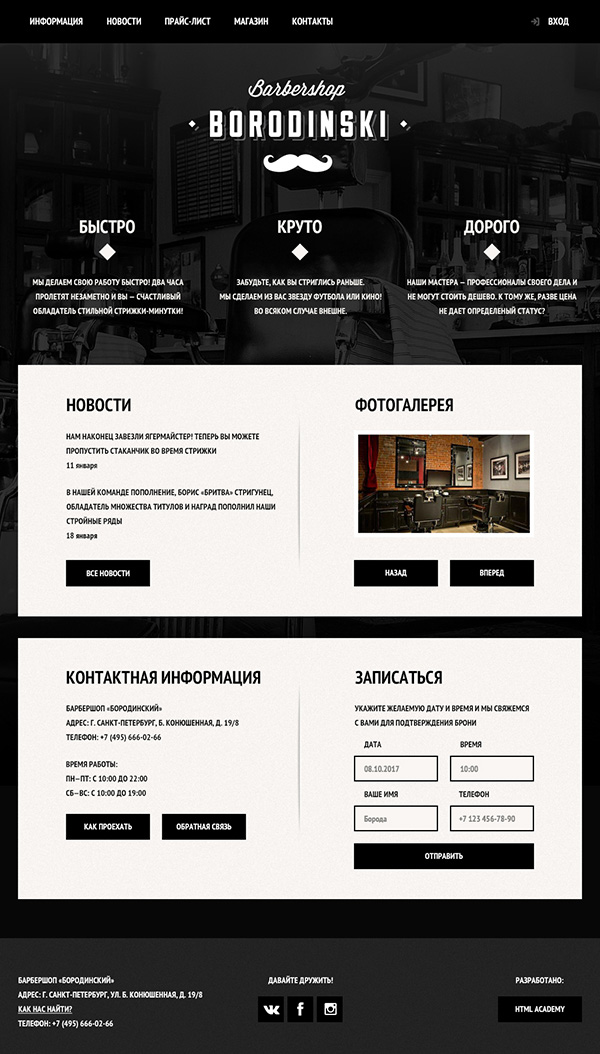 ИНФОРМАЦИЯ НОВОСТИ ПРАЙС-ЛИСТ МАГАЗИН КОНТАКТЫ ВХОД
Barbershop
BORODINSKI
БЫСТРО
МЫ ДЕЛАЕМ СВОЮ РАБОТУ БЫСТРО! ДВА ЧАСА
ПРОЛЕТЯТ НЕЗАМЕТНО И ВЫ — СЧАСТЛИВЫЙ
ОБЛАДАТЕЛЬ СТИЛЬНОЙ СТРИЖКИ-МИНУТКИ!
КРУТО
ЗАБУДЬТЕ, КАК ВЫ СТРИГЛИСЬ РАНЬШЕ.
МЫ СДЕЛАЕМ ИЗ ВАС ЗВЕЗДУ ФУТБОЛА ИЛИ КИНО!
ВО ВСЯКОМ СЛУЧАЕ ВНЕШНЕ.
ДОРОГО
НАШИ МАСТЕРА — ПРОФЕССИОНАЛЫ СВОЕГО ДЕЛА И
НЕ МОГУТ СТОИТЬ ДЕШЕВО. К ТОМУ ЖЕ, РАЗВЕ ЦЕНА
НЕ ДАЕТ ОПРЕДЕЛЕНЫЙ СТАТУС?
НОВОСТИ
НАМ НАКОНЕЦ ЗАВЕЗЛИ ЯГЕРМАЙСТЕР! ТЕПЕРЬ ВЫ МОЖЕТЕ
ПРОПУСТИТЬ СТАКАНЧИК ВО ВРЕМЯ СТРИЖКИ
11 января
В НАШЕЙ КОМАНДЕ ПОПОЛНЕНИЕ, БОРИС «БРИТВА» СТРИГУНЕЦ,
ОБЛАДАТЕЛЬ МНОЖЕСТВА ТИТУЛОВ И НАГРАД ПОПОЛНИЛ НАШИ
СТРОЙНЫЕ РЯДЫ
18 января
ВСЕ НОВОСТИ
ФОТОГАЛЕРЕЯ
НАЗАД ВПЕРЕД
КОНТАКТНАЯ ИНФОРМАЦИЯ
БАРБЕРШОП «БОРОДИНСКИЙ»
АДРЕС: Г. САНКТ-ПЕТЕРБУРГ, Б. КОНЮШЕННАЯ, Д. 19/8
ТЕЛЕФОН: +7 (495) 666-02-66
ВРЕМЯ РАБОТЫ:
ПН–ПТ: С 10:00 ДО 22:00
СБ–ВС: С 10:00 ДО 19:00
КАК ПРОЕХАТЬ ОБРАТНАЯ СВЯЗЬ
ЗАПИСАТЬСЯ
УКАЖИТЕ ЖЕЛАЕМУЮ ДАТУ И ВРЕМЯ И МЫ СВЯЖЕМСЯ
С ВАМИ ДЛЯ ПОДТВЕРЖДЕНИЯ БРОНИ
ДАТА ВРЕМЯ
08.10.2017 10:00
ВАШЕ ИМЯ ТЕЛЕФОН
Борода +7 123 456-78-90
ОТПРАВИТЬ
БАРБЕРШОП «БОРОДИНСКИЙ»
АДРЕС: Г. САНКТ-ПЕТЕРБУРГ, УЛ. Б. КОНЮШЕННАЯ, Д. 19/8
КАК НАС НАЙТИ?
ТЕЛЕФОН: +7 (495) 666-02-66
ДАВАЙТЕ ДРУЖИТЬ!
РАЗРАБОТАНО:
HTML ACADEMY